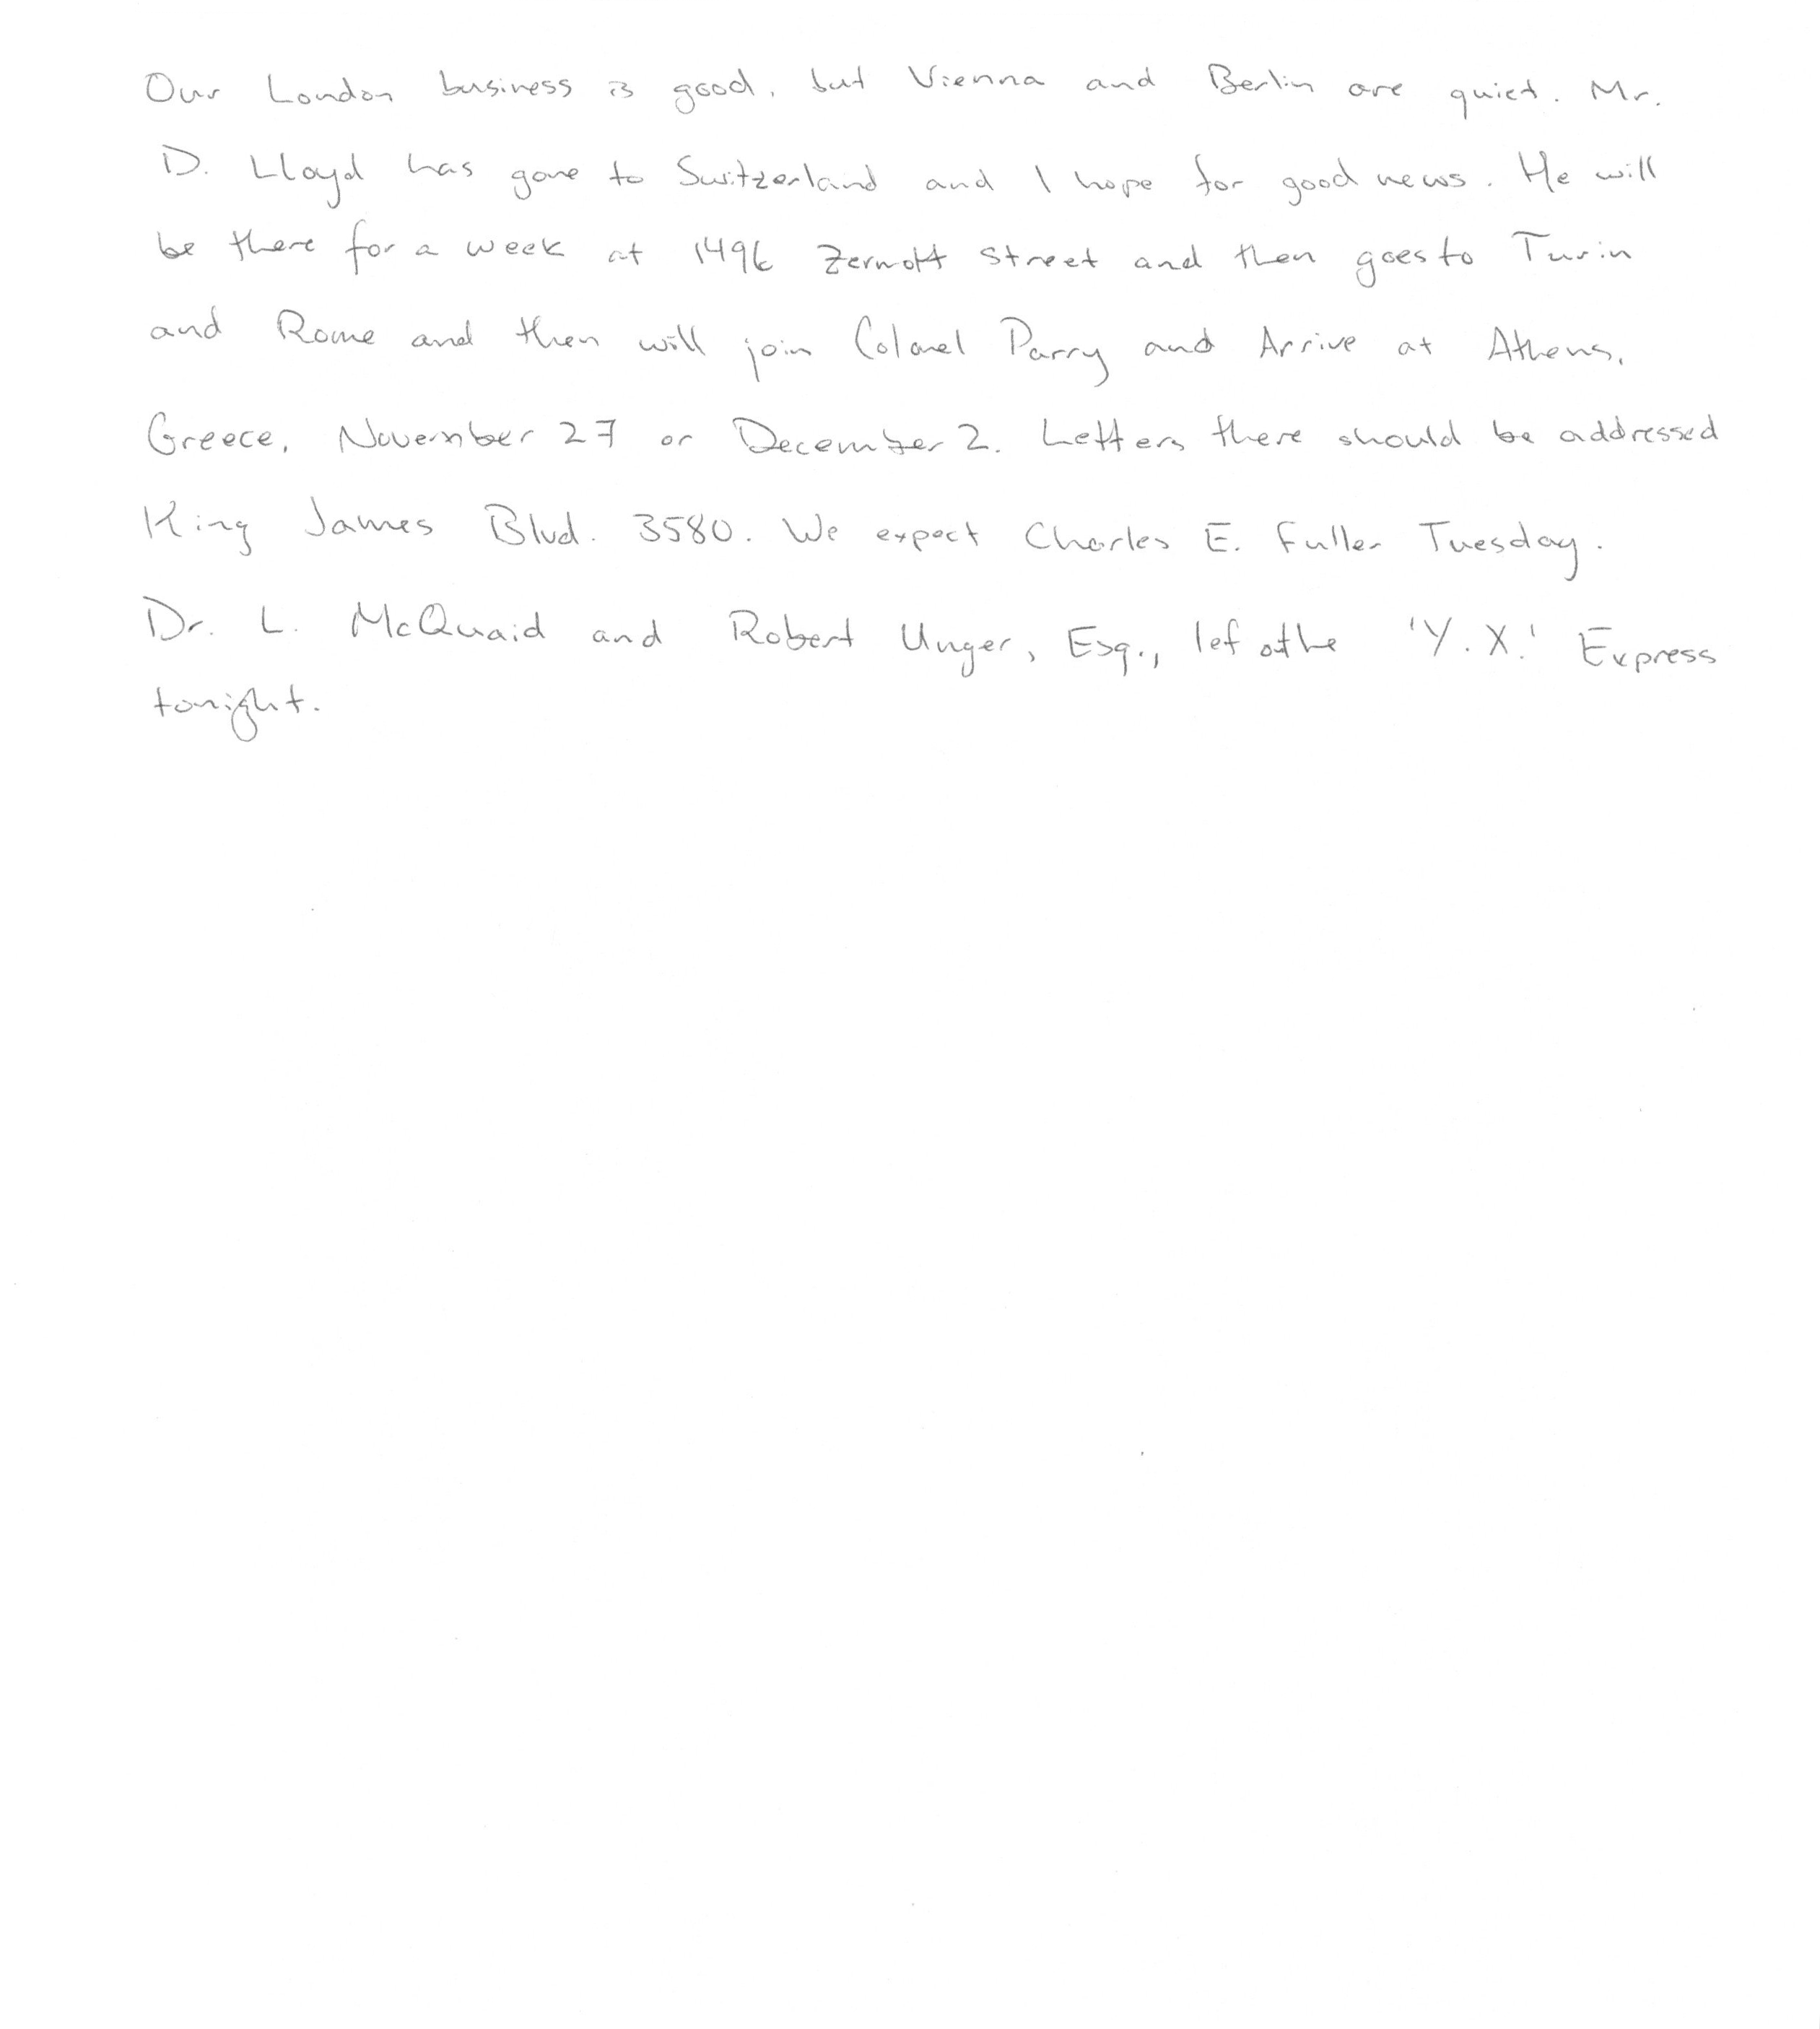 Our London business is good, but Vienna and Berlin are quiet. Mr.
D. Lloyd has gone to Switzerland and I hope for good news. He will
be there for a week at 1496 Zermott Street and then goes to Turin
and Rome and then will join Colonel Parry and Arrive at Athens,
Greece, November 27 or December 2. Letters there should be addressed
King James Blvd. 3580. We expect Charles E. Fuller Tuesday.
Dr. L. McQuaid and Robert Unger, Esq., lef 'Y. X.' Express
tonight.